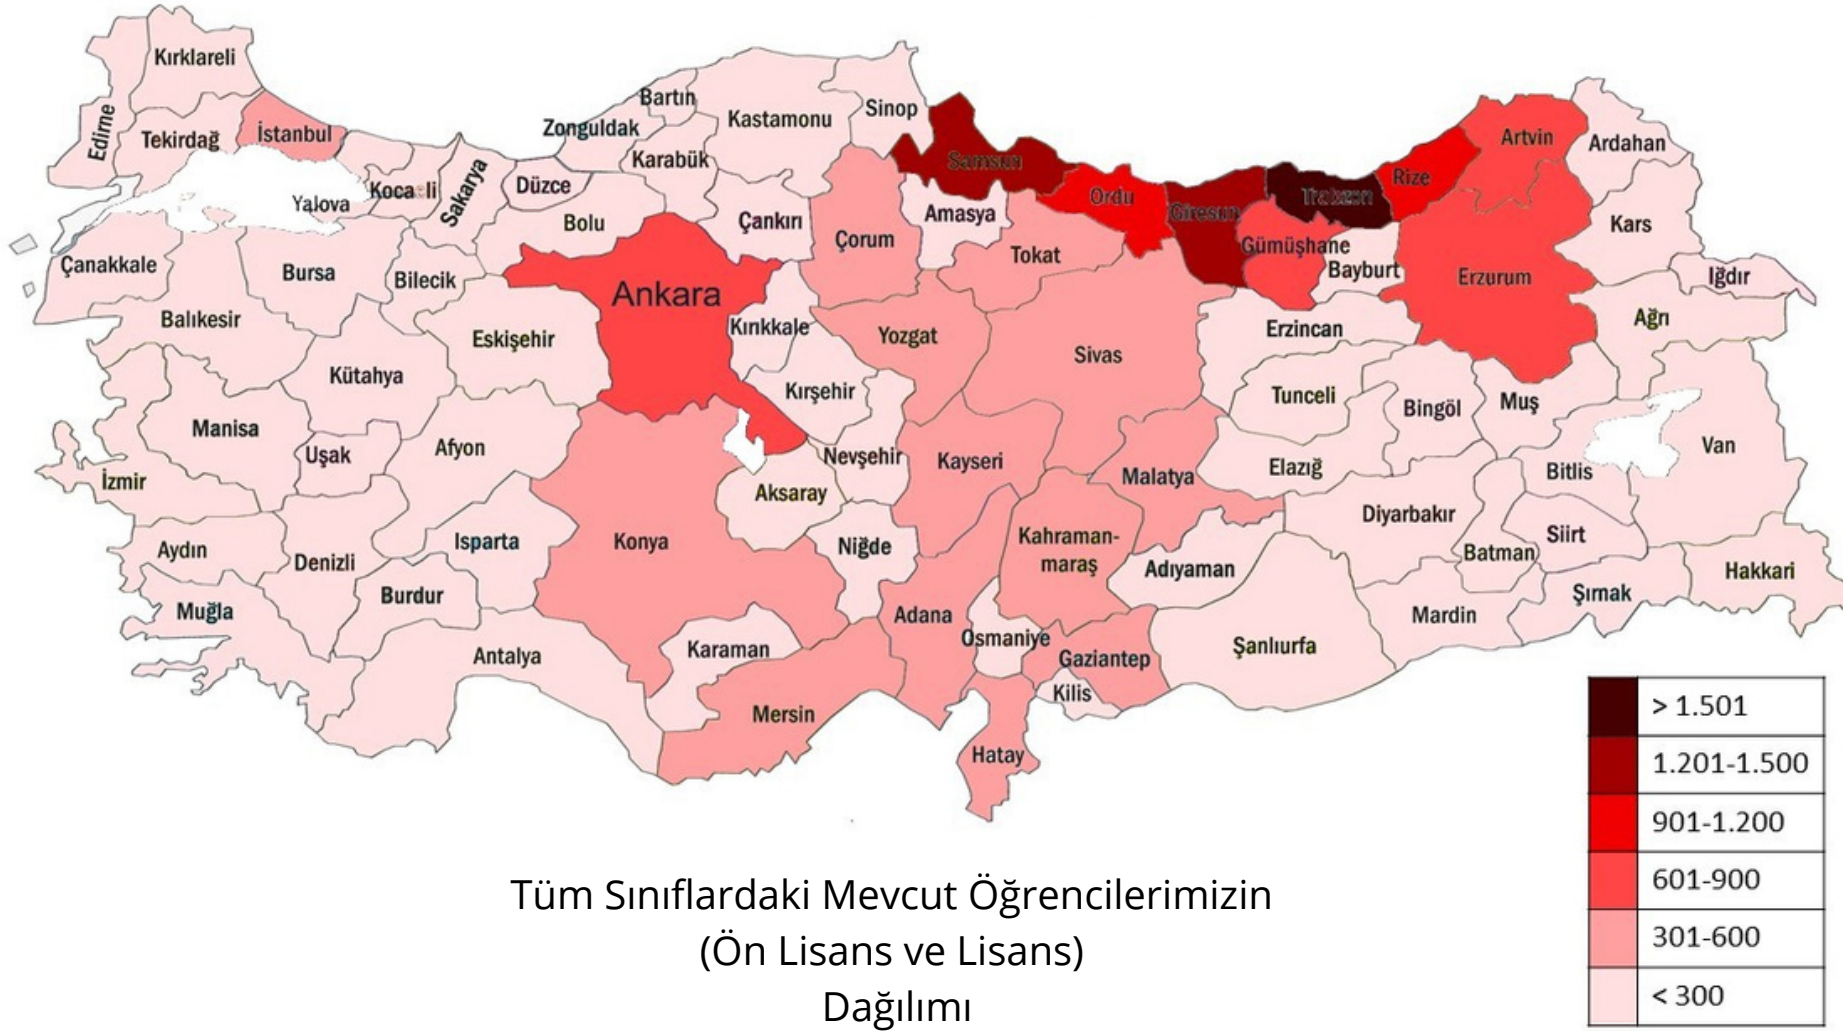 Kırklareli
Edirne
Tekirdağ
İstanbul
Yalova
Kocaeli
Sakarya
Düzce
Zonguldak
Bartın
Karabük
Kastamonu
Sinop
Bolu
Çankırı
Çorum
Samsun
Amasya
Tokat
Ordu
Giresun
Trabzon
Gümüşhane
Bayburt
Rize
Artvin
Ardahan
Kars
Iğdır
Erzurum
Ağrı
Çanakkale
Balıkesir
Bursa
Bilecik
Eskişehir
Ankara
Kırıkkale
Yozgat
Sivas
Erzincan
Kütahya
Kırşehir
Tunceli
Bingöl
Muş
Manisa
Uşak
Afyon
Nevşehir
Kayseri
Malatya
Elazığ
Bitlis
Van
İzmir
Aksaray
Konya
Niğde
Kahraman-
maraş
Adıyaman
Diyarbakır
Batman
Siirt
Aydın
Denizli
Isparta
Burdur
Muğla
Şırnak
Hakkari
Mardin
Adana
Osmaniye
Gaziantep
Şanlıurfa
Antalya
Karaman
Mersin
Kilis
Hatay
> 1.501
1.201-1.500
901-1.200
601-900
301-600
< 300
Tüm Sınıflardaki Mevcut Öğrencilerimizin
(Ön Lisans ve Lisans)
Dağılımı